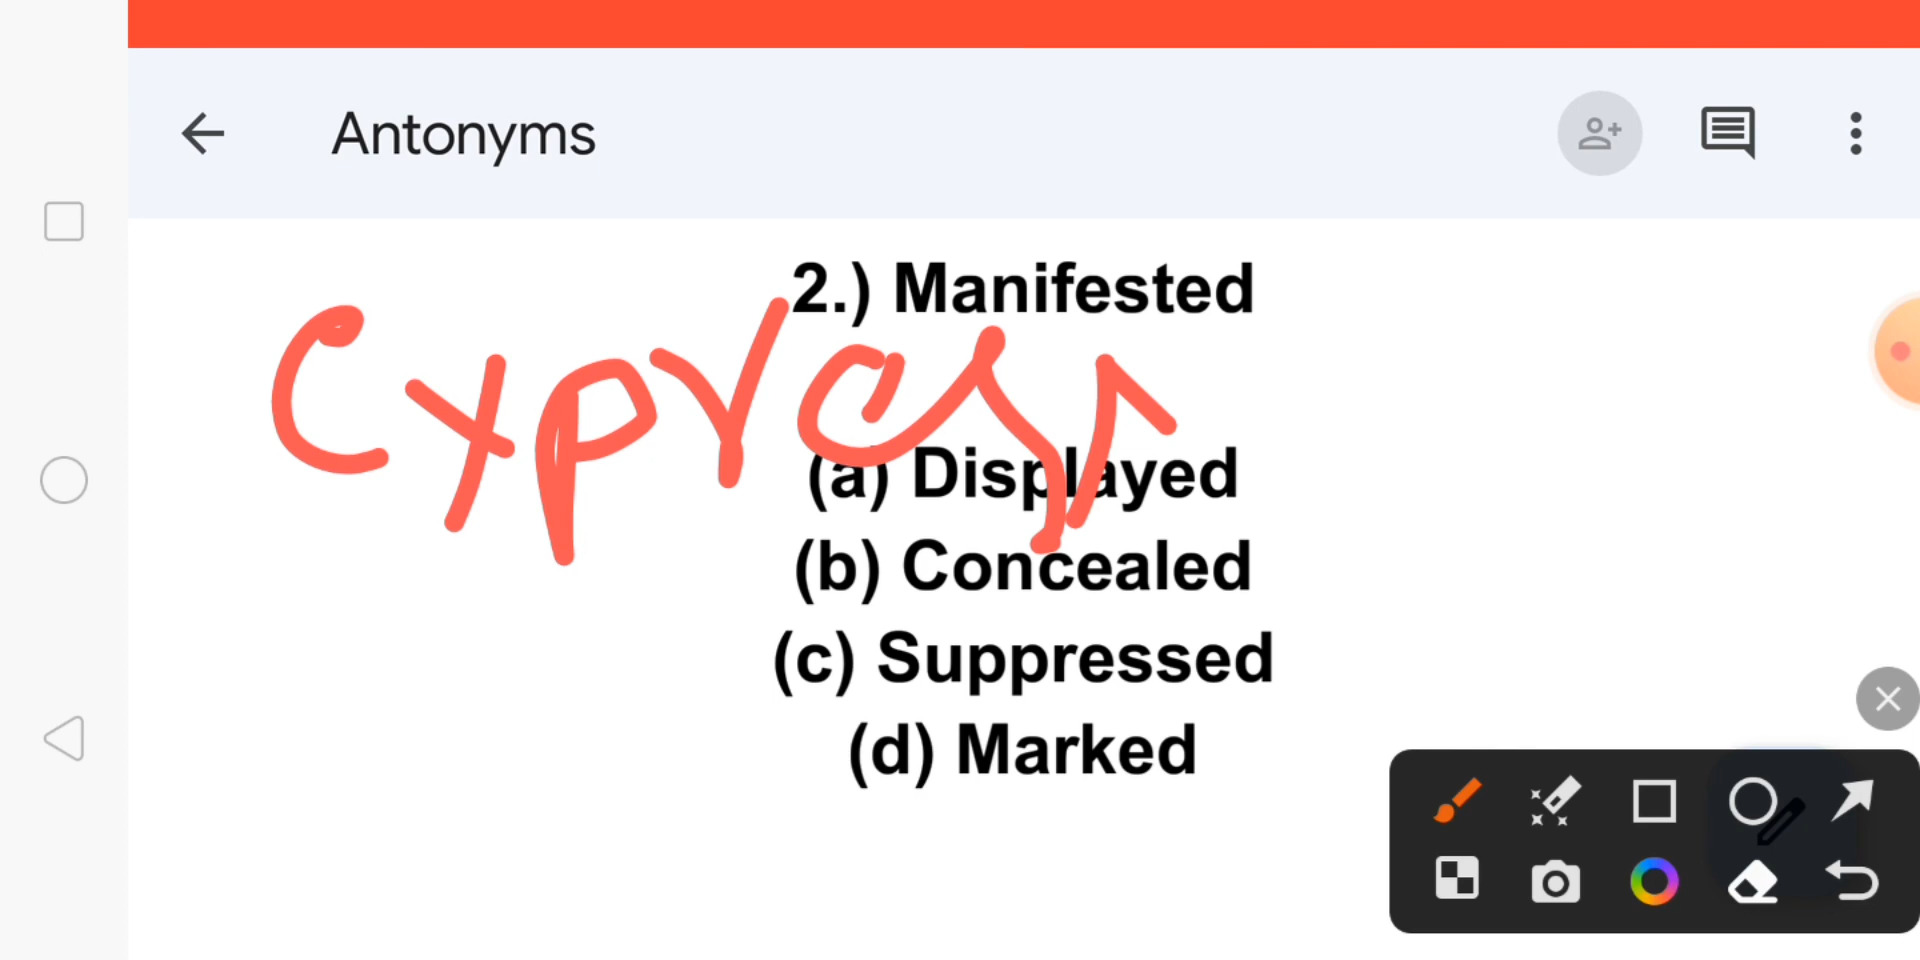 Antonyms
2.) Manifested
Express
(a) Displayed
(b) Concealed
(c) Suppressed
(d) Marked